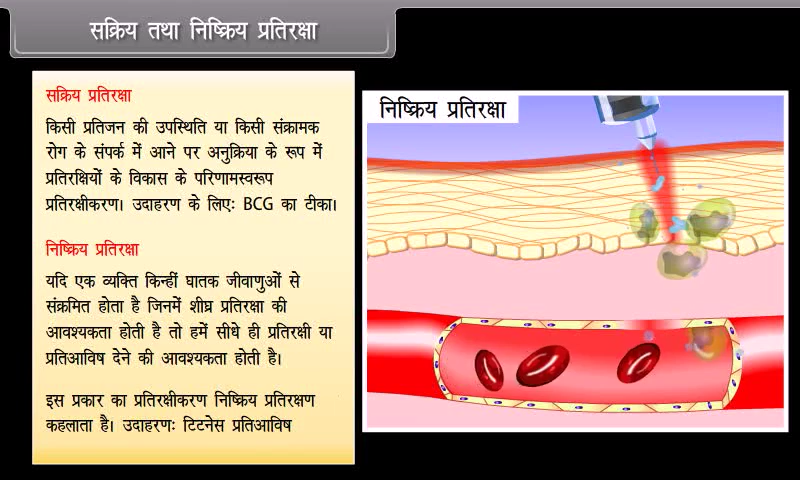 सक्रिय तथा निष्क्रिय प्रतिरक्षा
सक्रिय प्रतिरक्षा
किसी प्रतिजन की उपस्थिति या किसी संक्रामक
रोग के संपर्क में आने पर अनुक्रिया के रूप में
प्रतिरक्षियों के विकास के परिणामस्वरूप
प्रतिरक्षीकरण। उदाहरण के लिए: BCG का टीका।
निष्क्रिय प्रतिरक्षा
यदि एक व्यक्ति किन्हीं घातक जीवाणुओं से
संक्रमित होता है जिनमें शीघ्र प्रतिरक्षा की
आवश्यकता होती है तो हमें सीधे ही प्रतिरक्षी या
प्रतिआविष देने की आवश्यकता होती है।
इस प्रकार का प्रतिरक्षीकरण निष्क्रिय प्रतिरक्षण
कहलाता है। उदाहरण: टिटनेस प्रतिआविष
निष्क्रिय प्रतिरक्षा